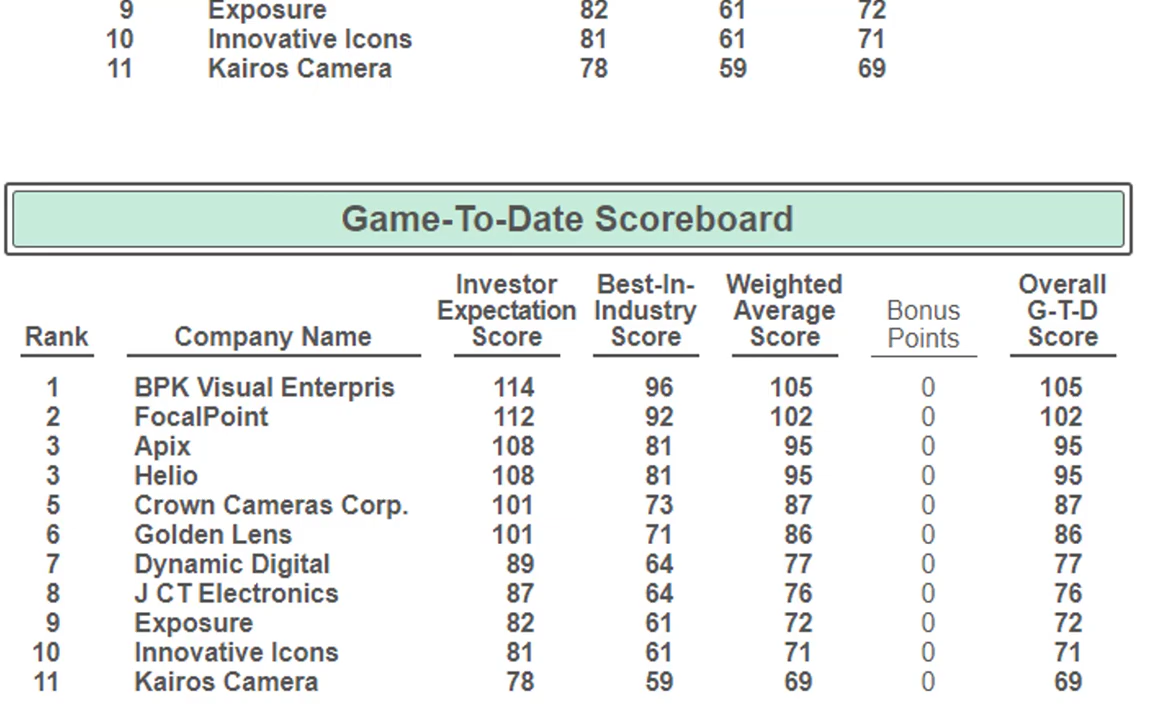 9 Exposure 82 61 72
10 Innovative Icons 81 61 71
11 Kairos Camera 78 59 69
Game-To-Date Scoreboard
Investor Best-In- Weighted Overall
Expectation Industry Average Bonus G-T-D
Rank Company Name Score Score Score Points Score
1 BPK Visual Enterpris 114 96 105 0 105
2 FocalPoint 112 92 102 0 102
3 Apix 108 81 95 0 95
3 Helio 108 81 95 0 95
5 Crown Cameras Corp. 101 73 87 0 87
6 Golden Lens 101 71 86 0 86
7 Dynamic Digital 89 64 77 0 77
8 J CT Electronics 87 64 76 0 76
9 Exposure 82 61 72 0 72
10 Innovative Icons 81 61 71 0 71
11 Kairos Camera 78 59 69 0 69